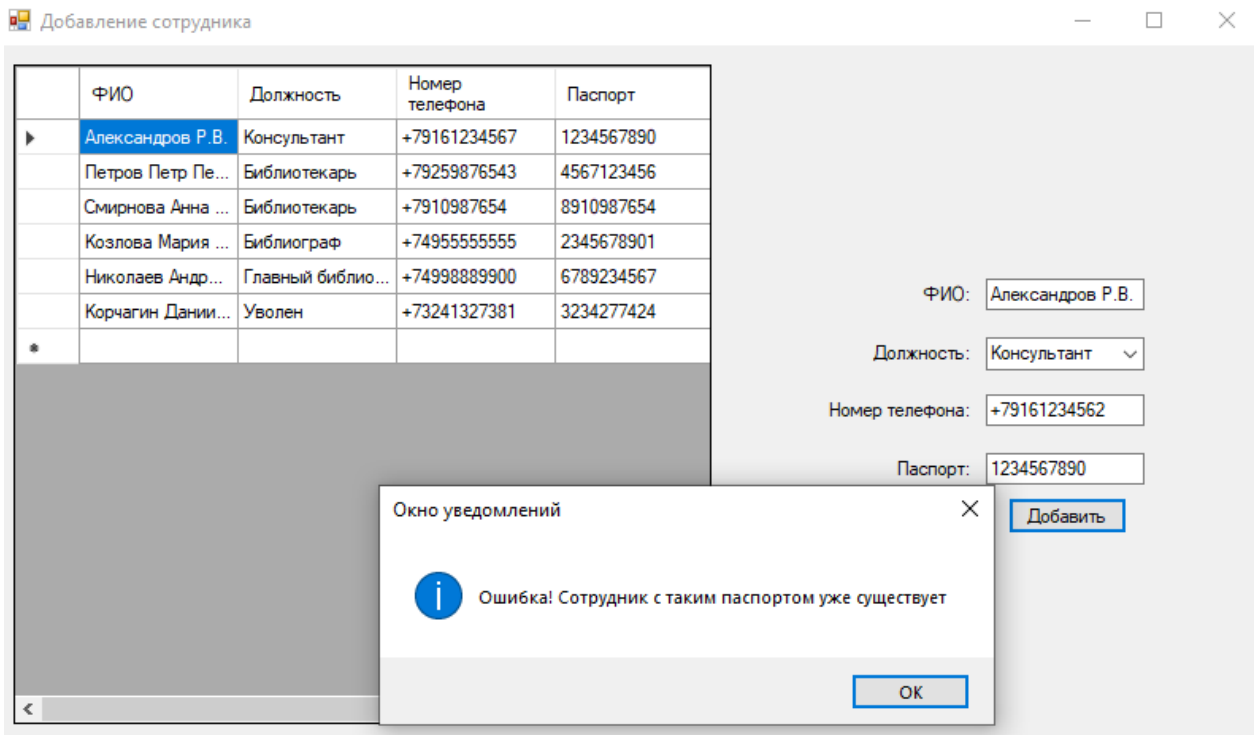 Добавление сотрудника
ФИО Должность Номер телефона Паспорт
Александров Р.В. Консультант +79161234567 1234567890
Петров Петр Пе... Библиотекарь +79259876543 4567123456
Смирнова Анна ... Библиотекарь +7910987654 8910987654
Козлова Мария ... Библиограф +74955555555 2345678901
Николаев Андр... Главный библио... +74998889900 6789234567
Корчагин Дании... Уволен +73241327381 3234277424
ФИО: Александров Р.В.
Должность: Консультант
Номер телефона: +79161234562
Паспорт: 1234567890
Добавить
Окно уведомлений
Ошибка! Сотрудник с таким паспортом уже существует
ОК